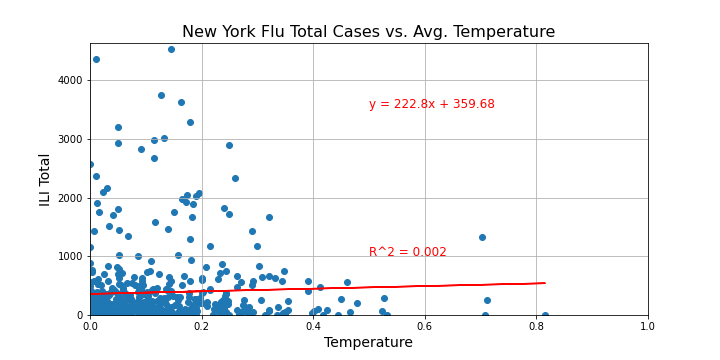 New York Flu Total Cases vs. Avg. Temperature
4000
3000
2000
1000
0
ILI Total
y = 222.8x + 359.68
R^2 = 0.002
0.0 0.2 0.4 0.6 0.8 1.0
Temperature